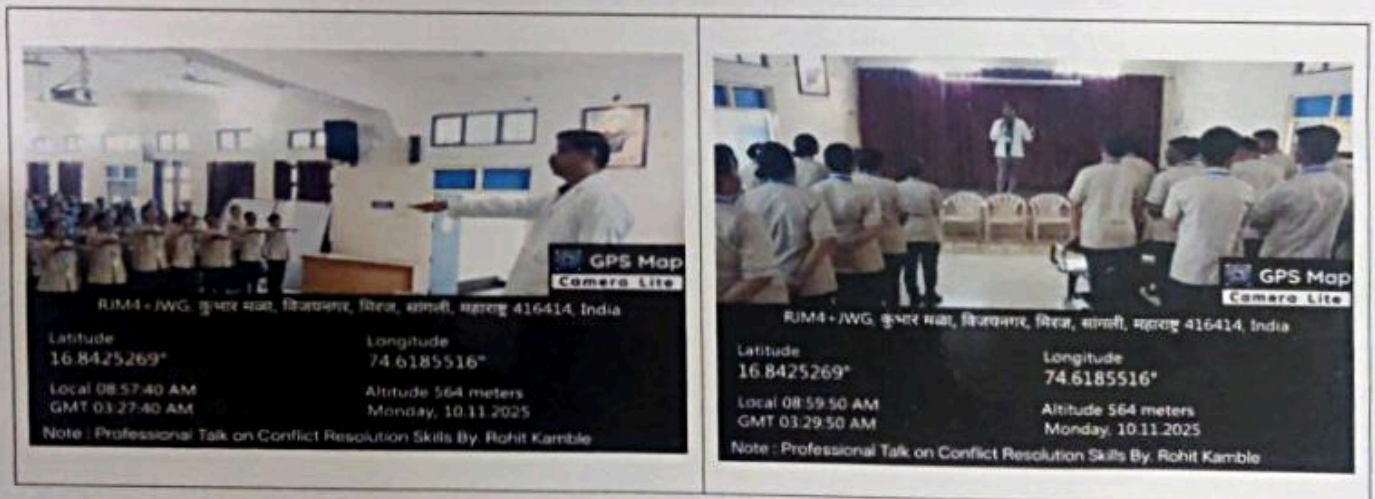 GPS Map
Camera Lite
RJM4+JWG, कुंभार मळा, विजयनगर, मिरज, सांगली, महाराष्ट्र 416414, India
Latitude
16.8425269°
Longitude
74.6185516°
Local 08:57:40 AM
GMT 03:27:40 AM
Altitude 564 meters
Monday, 10.11.2025
Note : Professional Talk on Conflict Resolution Skills By. Rohit Kamble
GPS Map
Camera Lite
RJM4+JWG, कुंभार मळा, विजयनगर, मिरज, सांगली, महाराष्ट्र 416414, India
Latitude
16.8425269°
Longitude
74.6185516°
Local 08:59:50 AM
GMT 03:29:50 AM
Altitude 564 meters
Monday, 10.11.2025
Note : Professional Talk on Conflict Resolution Skills By. Rohit Kamble